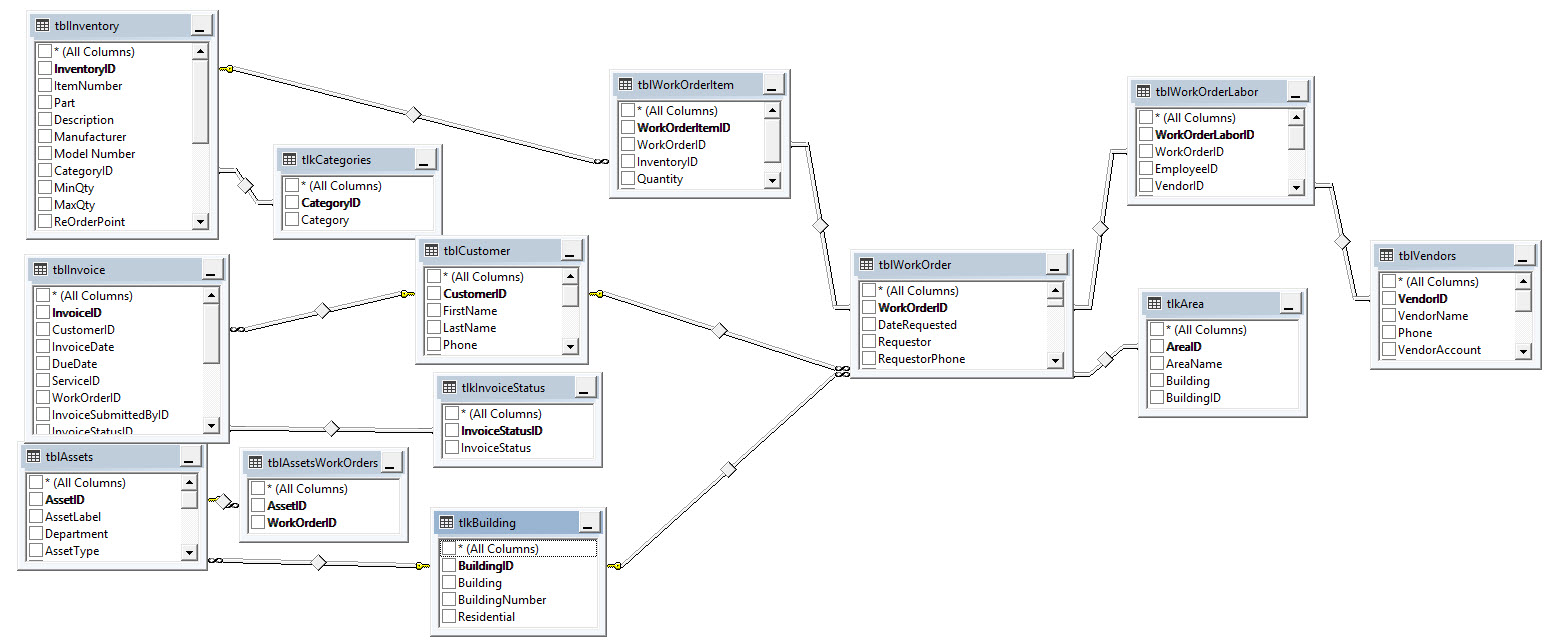 tblInventory
* (All Columns)
InventoryID
ItemNumber
Part
Description
Manufacturer
Model Number
CategoryID
MinQty
MaxQty
ReOrderPoint
tlkCategories
* (All Columns)
CategoryID
Category
tblWorkOrderItem
* (All Columns)
WorkOrderItemID
WorkOrderID
InventoryID
Quantity
tblWorkOrderLabor
* (All Columns)
WorkOrderLaborID
WorkOrderID
EmployeeID
VendorID
tblInvoice
* (All Columns)
InvoiceID
CustomerID
InvoiceDate
DueDate
ServiceID
WorkOrderID
InvoiceSubmittedByID
InvoiceStatusID
tblCustomer
* (All Columns)
CustomerID
FirstName
LastName
Phone
tblWorkOrder
* (All Columns)
WorkOrderID
DateRequested
Requestor
RequestorPhone
tblVendors
* (All Columns)
VendorID
VendorName
Phone
VendorAccount
tlkArea
* (All Columns)
AreaID
AreaName
Building
BuildingID
tlkInvoiceStatus
* (All Columns)
InvoiceStatusID
InvoiceStatus
tblAssets
* (All Columns)
AssetID
AssetLabel
Department
AssetType
tblAssetsWorkOrders
* (All Columns)
AssetID
WorkOrderID
tlkBuilding
* (All Columns)
BuildingID
Building
BuildingNumber
Residential